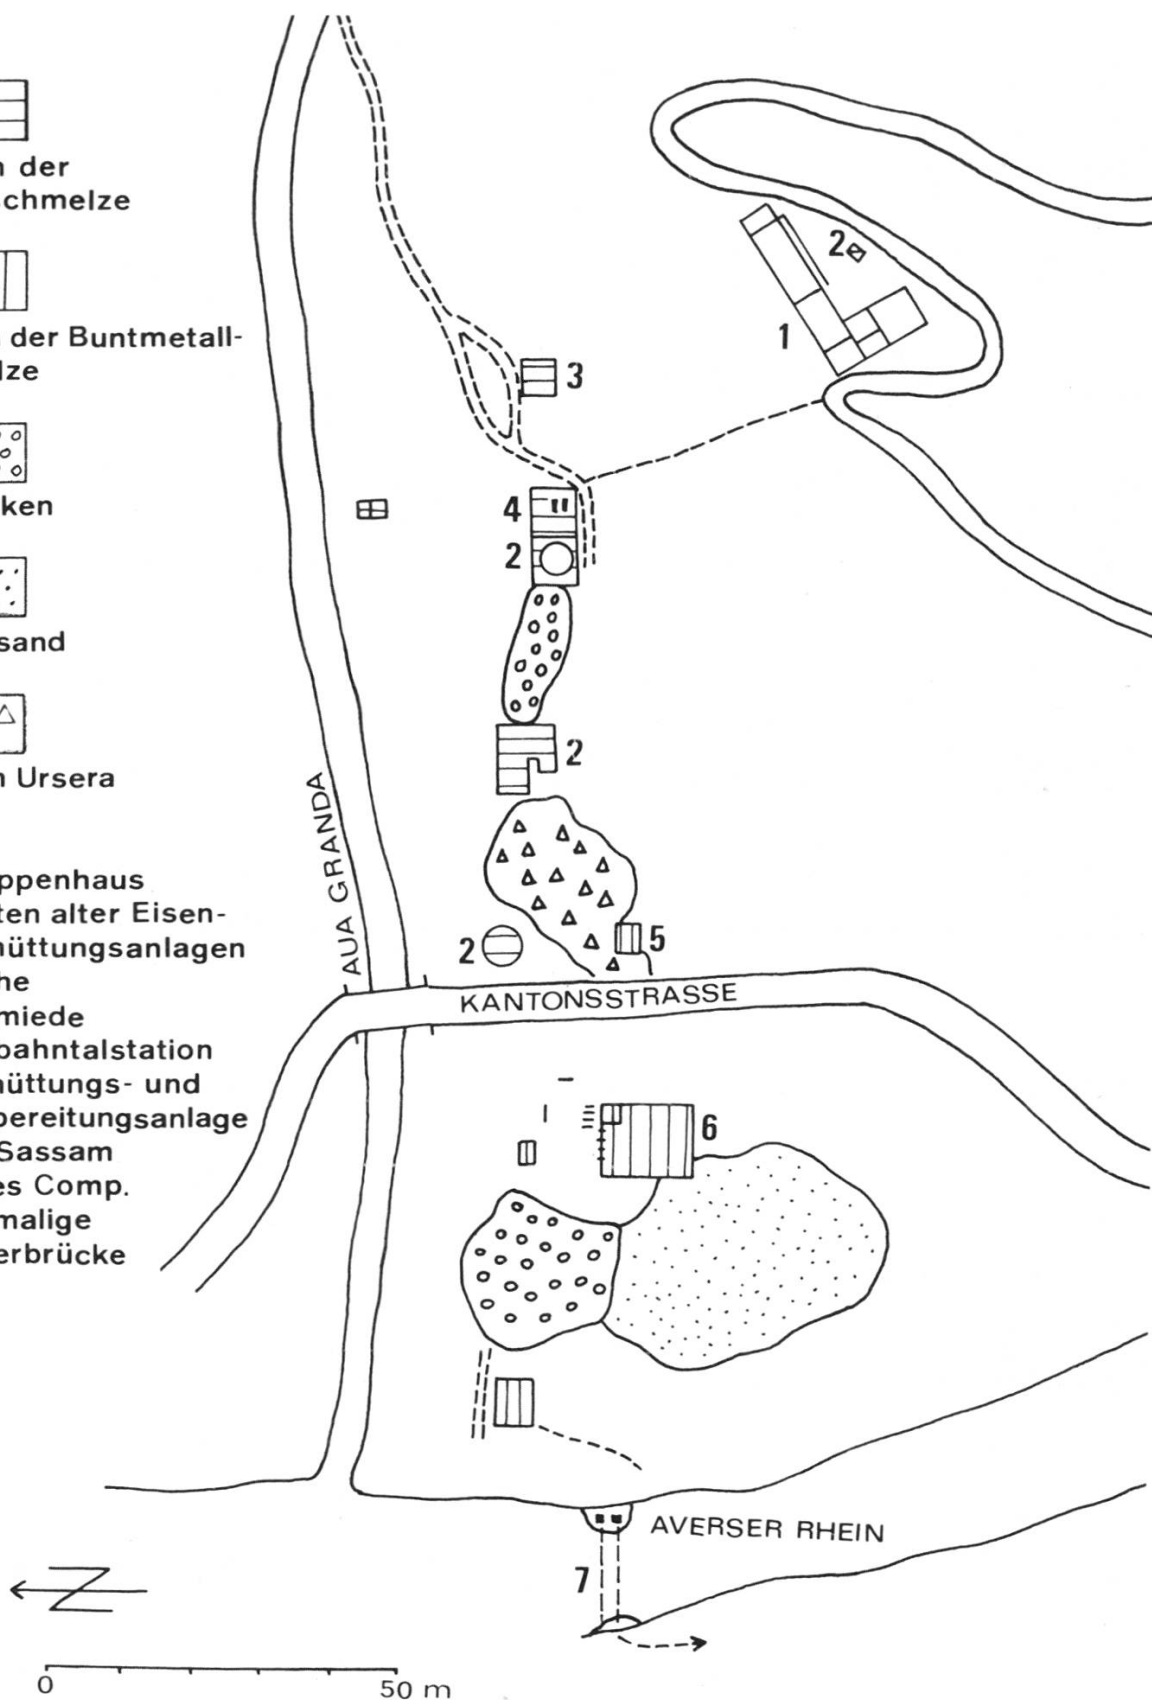 n der
schmelze
der Buntmetall-
lze
ken
sand
n Ursera
ppenhaus
ten alter Eisen-
hüttungsanlagen
he
miede
bahntalstation
hüttungs- und
bereitungsanlage
Sassam
es Comp.
malige
erbrücke
2
1
3
4
2
2
AUA GRANDA
2
5
KANTONSSTRASSE
6
AVERSER RHEIN
7
N
0
50 m